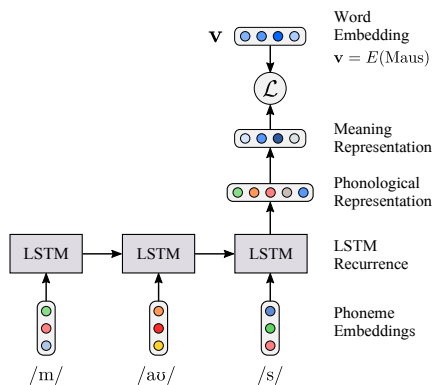 Word
Embedding
v
v = E(Maus)
ℒ
Meaning
Representation
Phonological
Representation
LSTM
LSTM
LSTM
LSTM
Recurrence
Phoneme
Embeddings
/m/
/aʊ/
/s/